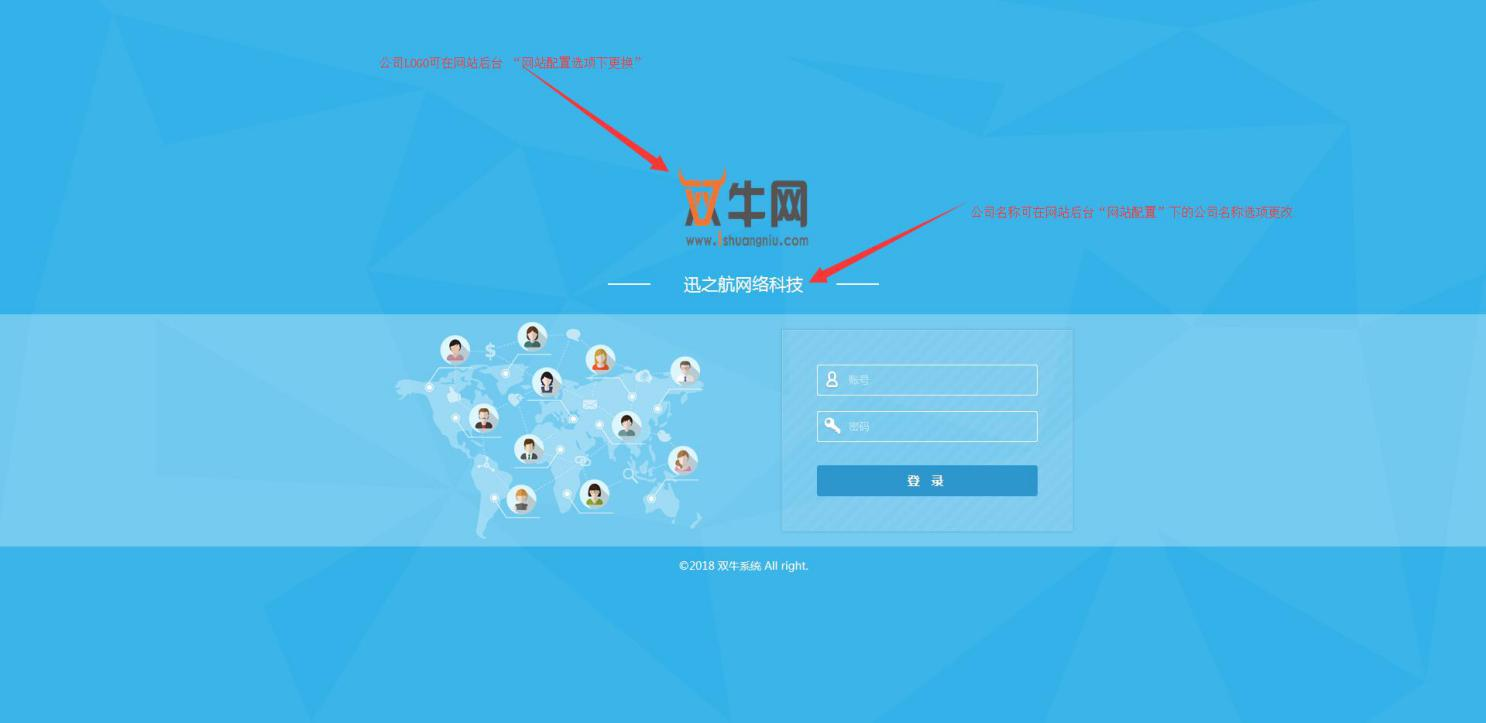 公司LOGO可在网站后台 “网站配置选项下更换”
双牛网
www.1shuangniu.com
公司名称可在网站后台“网站配置”下的公司名称选项更改
迅之航网络科技
账号
密码
登 录
©2018 双牛系统 All right.